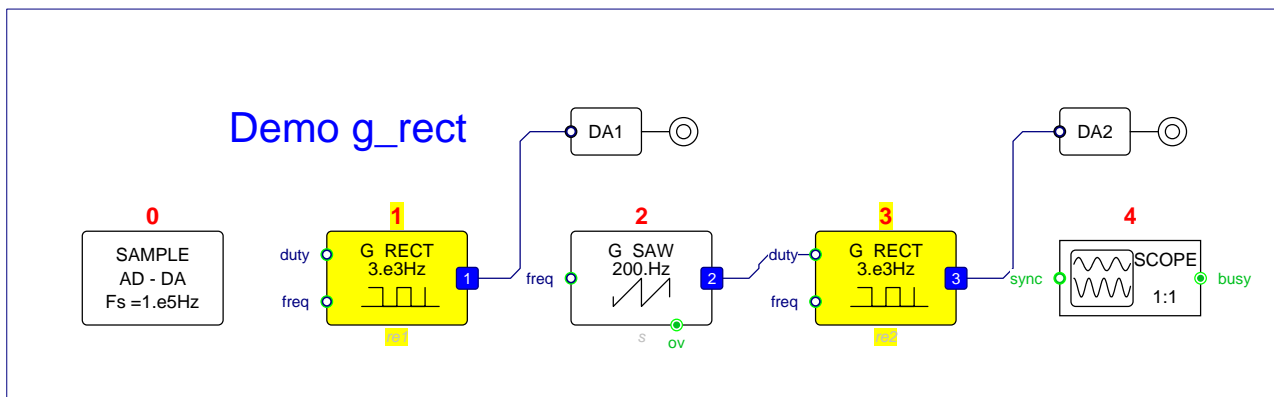 Demo g_rect
DA1
DA2
0
1
2
3
4
SAMPLE
AD - DA
Fs =1.e5Hz
duty
freq
G RECT
3.e3Hz
1
re1
freq
G SAW
200.Hz
2
s
ov
duty
freq
G RECT
3.e3Hz
3
re2
sync
SCOPE
1:1
busy